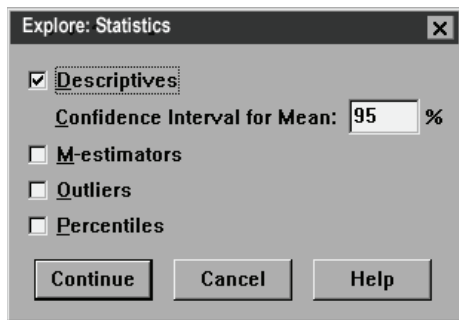 Explore: Statistics
Descriptives
Confidence Interval for Mean: 95 %
M-estimators
Outliers
Percentiles
Continue Cancel Help